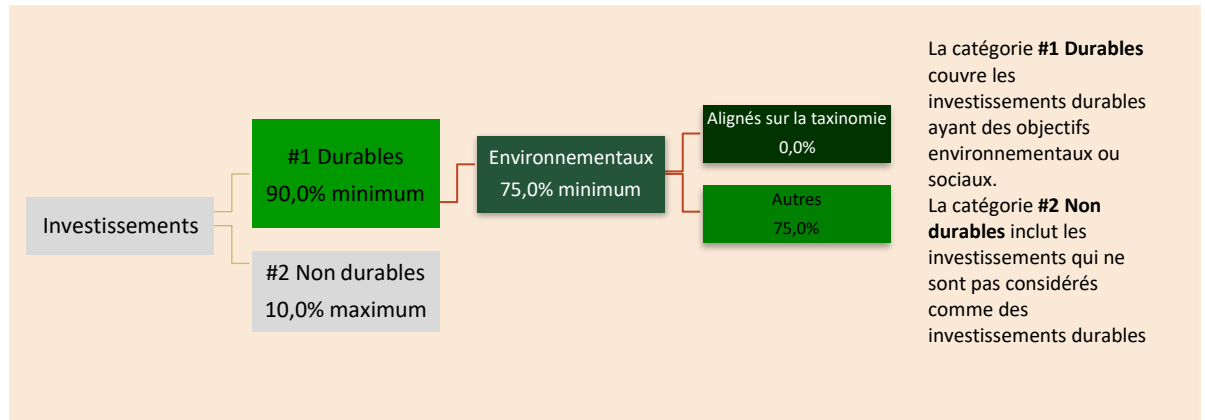 Investissements
#1 Durables
90,0% minimum
#2 Non durables
10,0% maximum
Environnementaux
75,0% minimum
Alignés sur la taxinomie
0,0%
Autres
75,0%
La catégorie #1 Durables
couvre les
investissements durables
ayant des objectifs
environnementaux ou
sociaux.
La catégorie #2 Non
durables inclut les
investissements qui ne
sont pas considérés
comme des
investissements durables